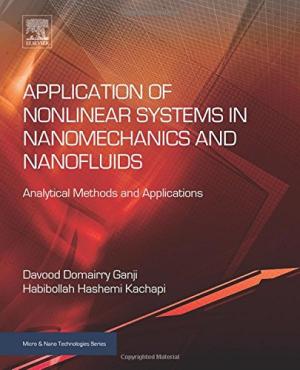 ELSEVIER
APPLICATION OF
NONLINEAR SYSTEMS IN
NANOMECHANICS AND
NANOFLUIDS
Analytical Methods and Applications
Davood Domairry Ganji
Habibollah Hashemi Kachapi
Micro & Nano Technologies Series